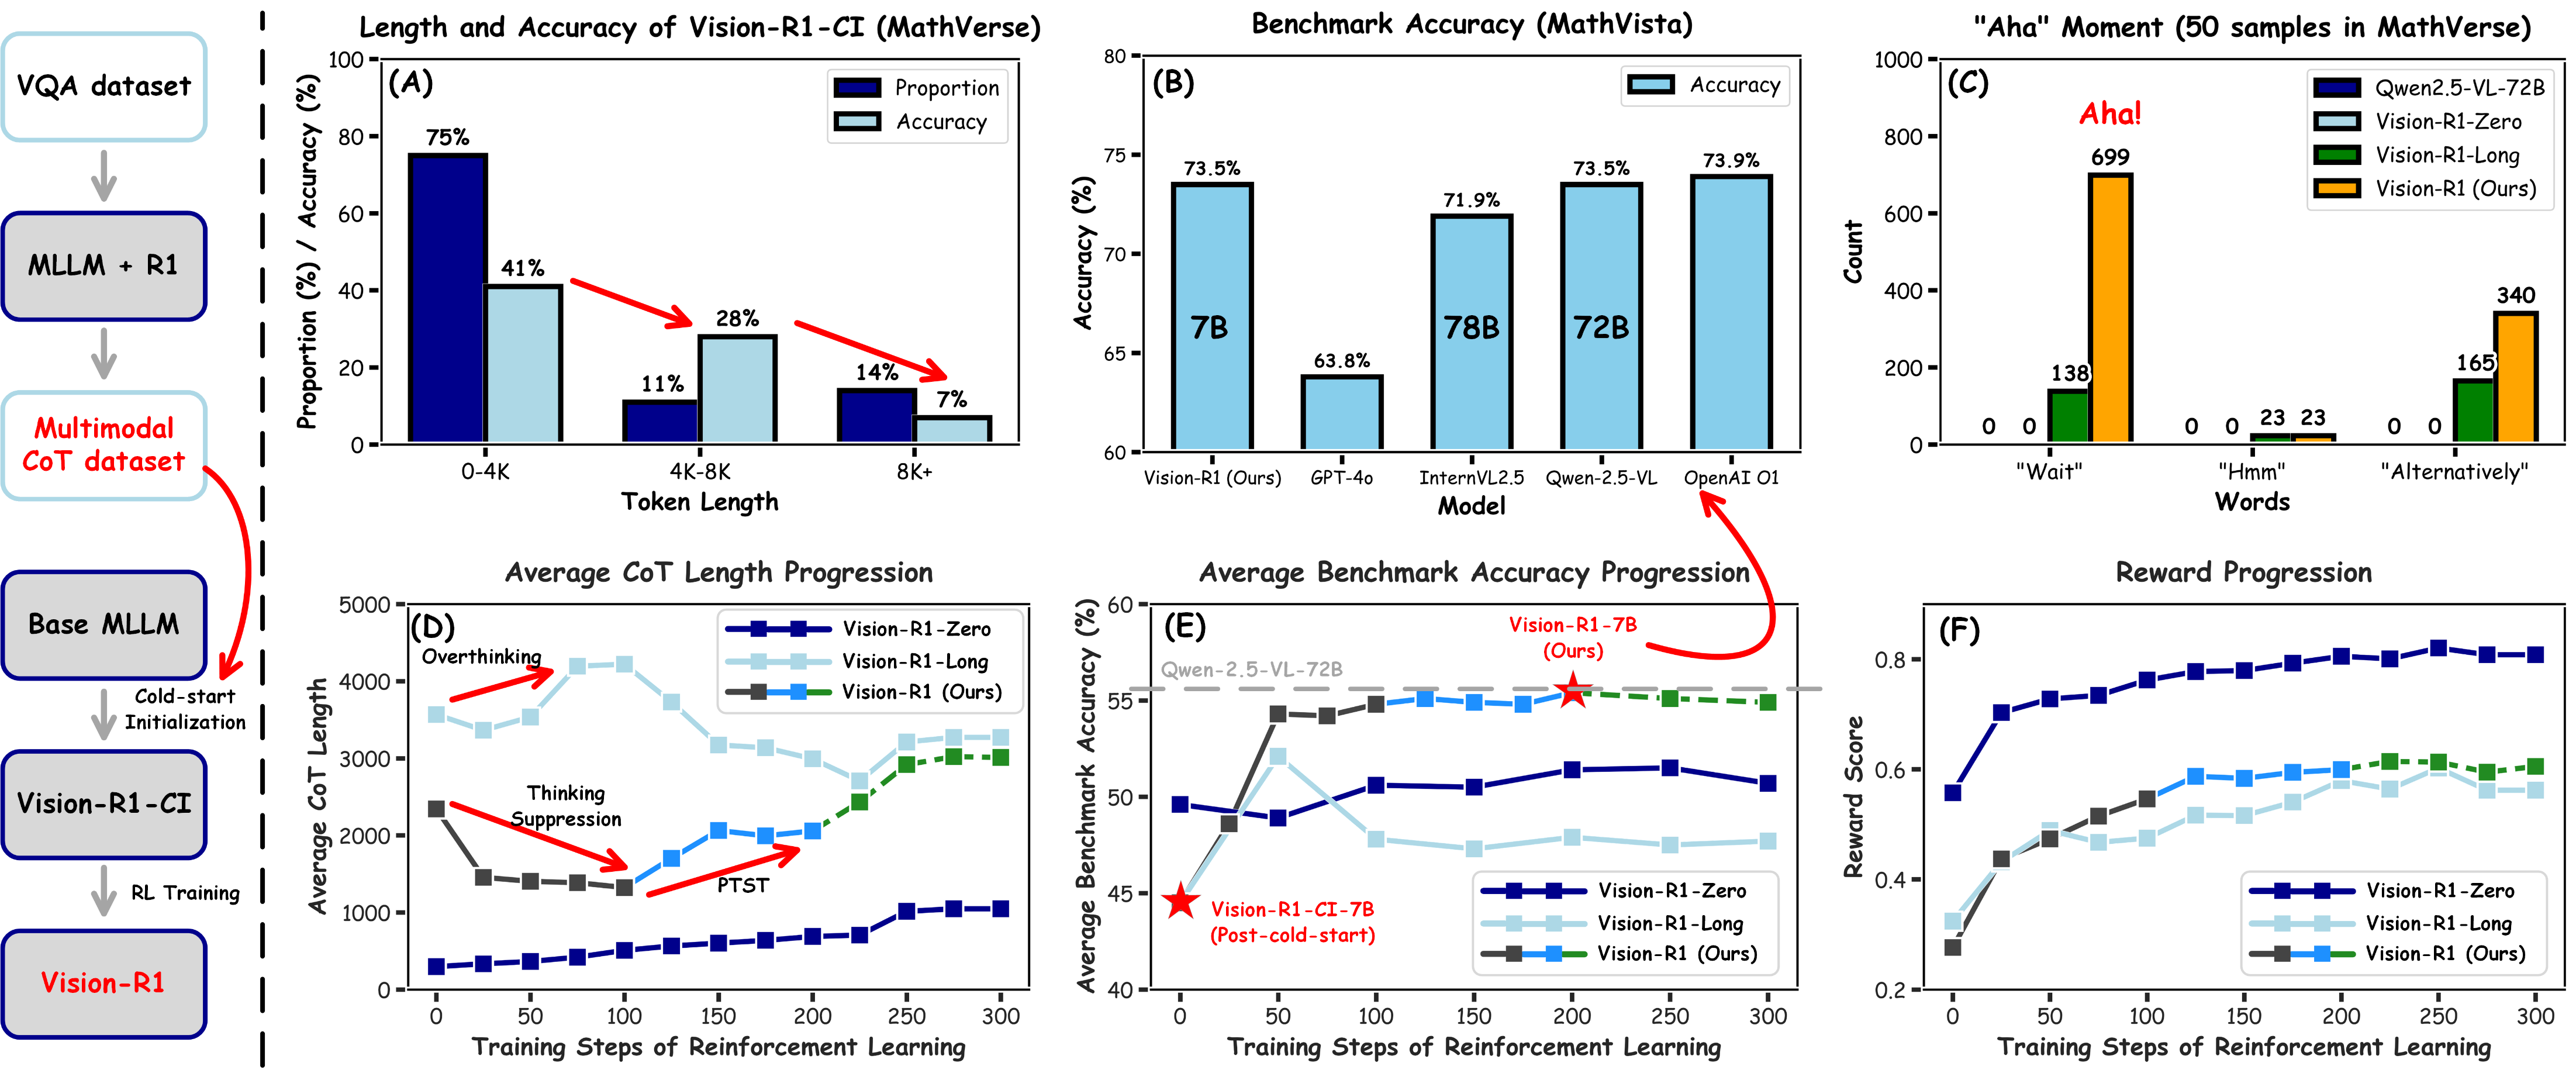 VQA dataset
MLLM + R1
Multimodal
CoT dataset
Base MLLM
Cold-start
Initialization
Vision-R1-CI
RL Training
Vision-R1
Length and Accuracy of Vision-R1-CI (MathVerse)
(A)
Proportion
Accuracy
Proportion (%) / Accuracy (%)
100
80
60
40
20
0
75%
41%
11%
28%
14%
7%
0-4K
4K-8K
8K+
Token Length
Benchmark Accuracy (MathVista)
(B)
Accuracy
Accuracy (%)
80
75
70
65
60
73.5%
63.8%
71.9%
73.5%
73.9%
7B
78B
72B
Vision-R1 (Ours)
GPT-4o
InternVL2.5
Qwen-2.5-VL
OpenAI O1
Model
"Aha" Moment (50 samples in MathVerse)
(C)
Qwen2.5-VL-72B
Vision-R1-Zero
Vision-R1-Long
Vision-R1 (Ours)
Aha!
Count
1000
800
600
400
200
0
0
0
138
699
0
0
23
23
0
0
165
340
"Wait"
"Hmm"
"Alternatively"
Words
Average CoT Length Progression
(D)
Vision-R1-Zero
Vision-R1-Long
Vision-R1 (Ours)
Overthinking
Thinking
Suppression
PTST
Average CoT Length
5000
4000
3000
2000
1000
0
0
50
100
150
200
250
300
Training Steps of Reinforcement Learning
Average Benchmark Accuracy Progression
(E)
Vision-R1-7B
(Ours)
Qwen-2.5-VL-72B
Vision-R1-CI-7B
(Post-cold-start)
Vision-R1-Zero
Vision-R1-Long
Vision-R1 (Ours)
Average Benchmark Accuracy (%)
60
55
50
45
40
0
50
100
150
200
250
300
Training Steps of Reinforcement Learning
Reward Progression
(F)
Vision-R1-Zero
Vision-R1-Long
Vision-R1 (Ours)
Reward Score
0.8
0.6
0.4
0.2
0
50
100
150
200
250
300
Training Steps of Reinforcement Learning